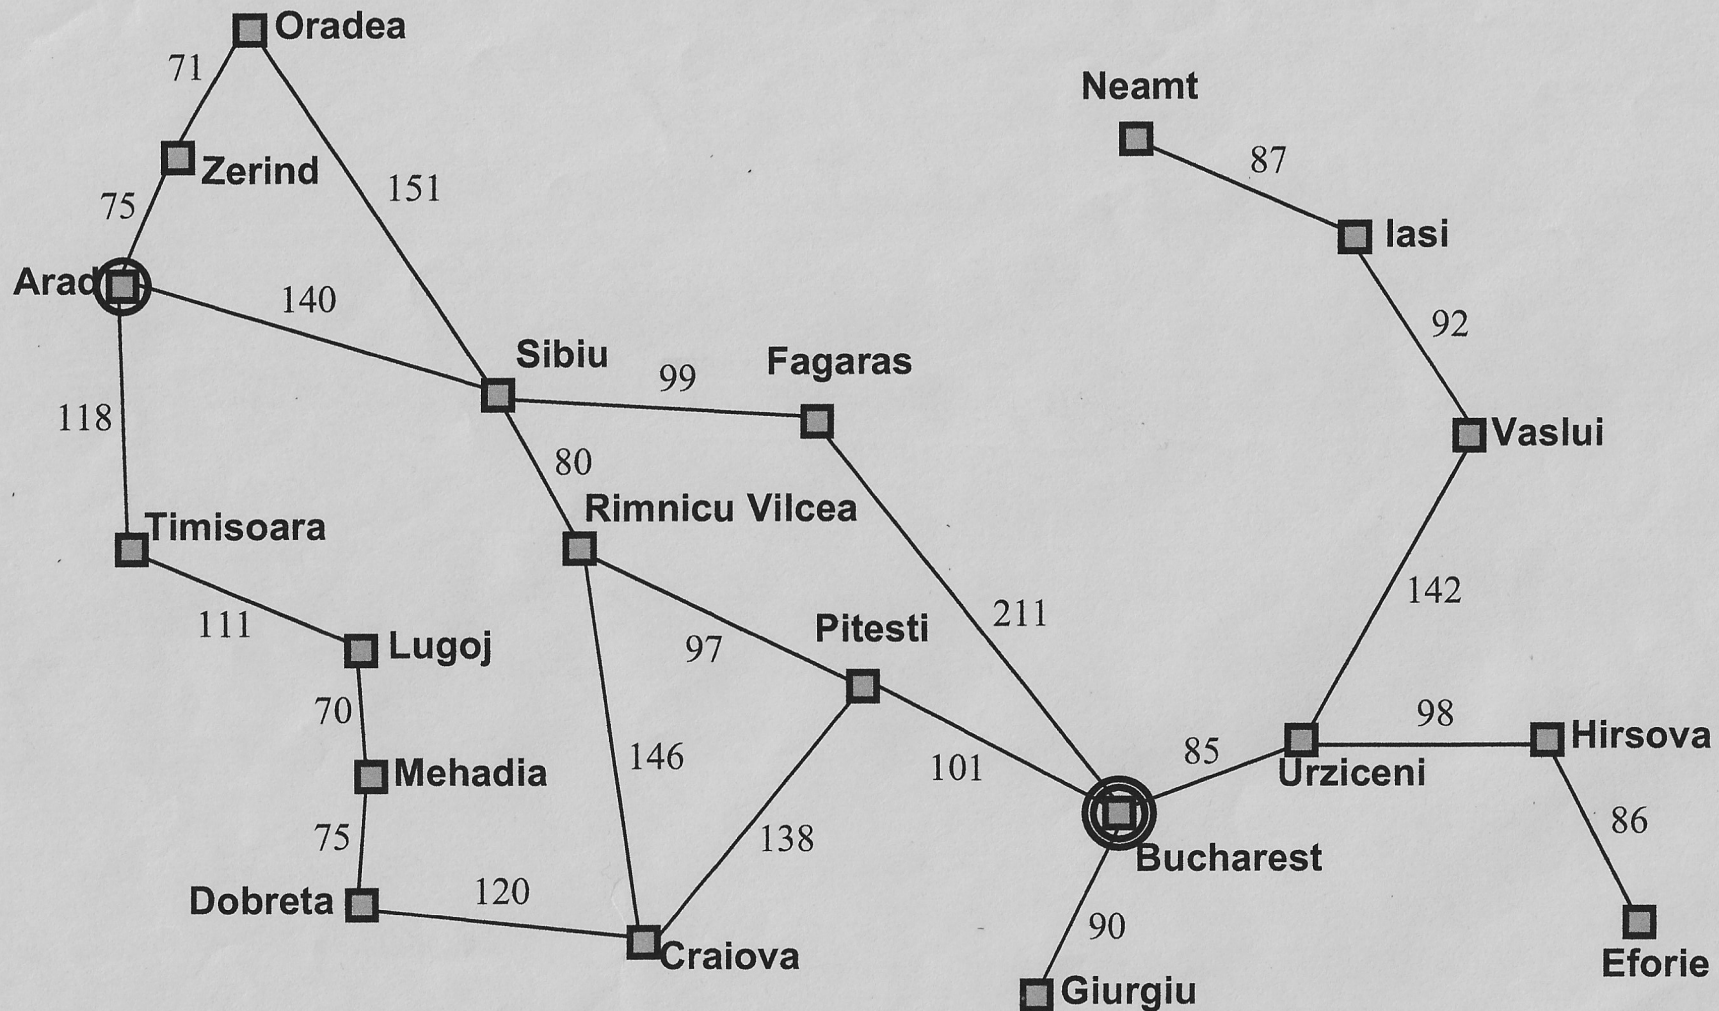 Oradea
71
Neamt
87
Zerind
151
75
Iasi
Arad
140
92
Sibiu
Fagaras
99
118
Vaslui
80
Rimnicu Vilcea
Timisoara
142
211
111
Pitesti
Lugoj
97
70
98
Hirsova
85
146
101
Urziceni
Mehadia
86
75
138
Bucharest
Dobreta
120
90
Craiova
Eforie
Giurgiu